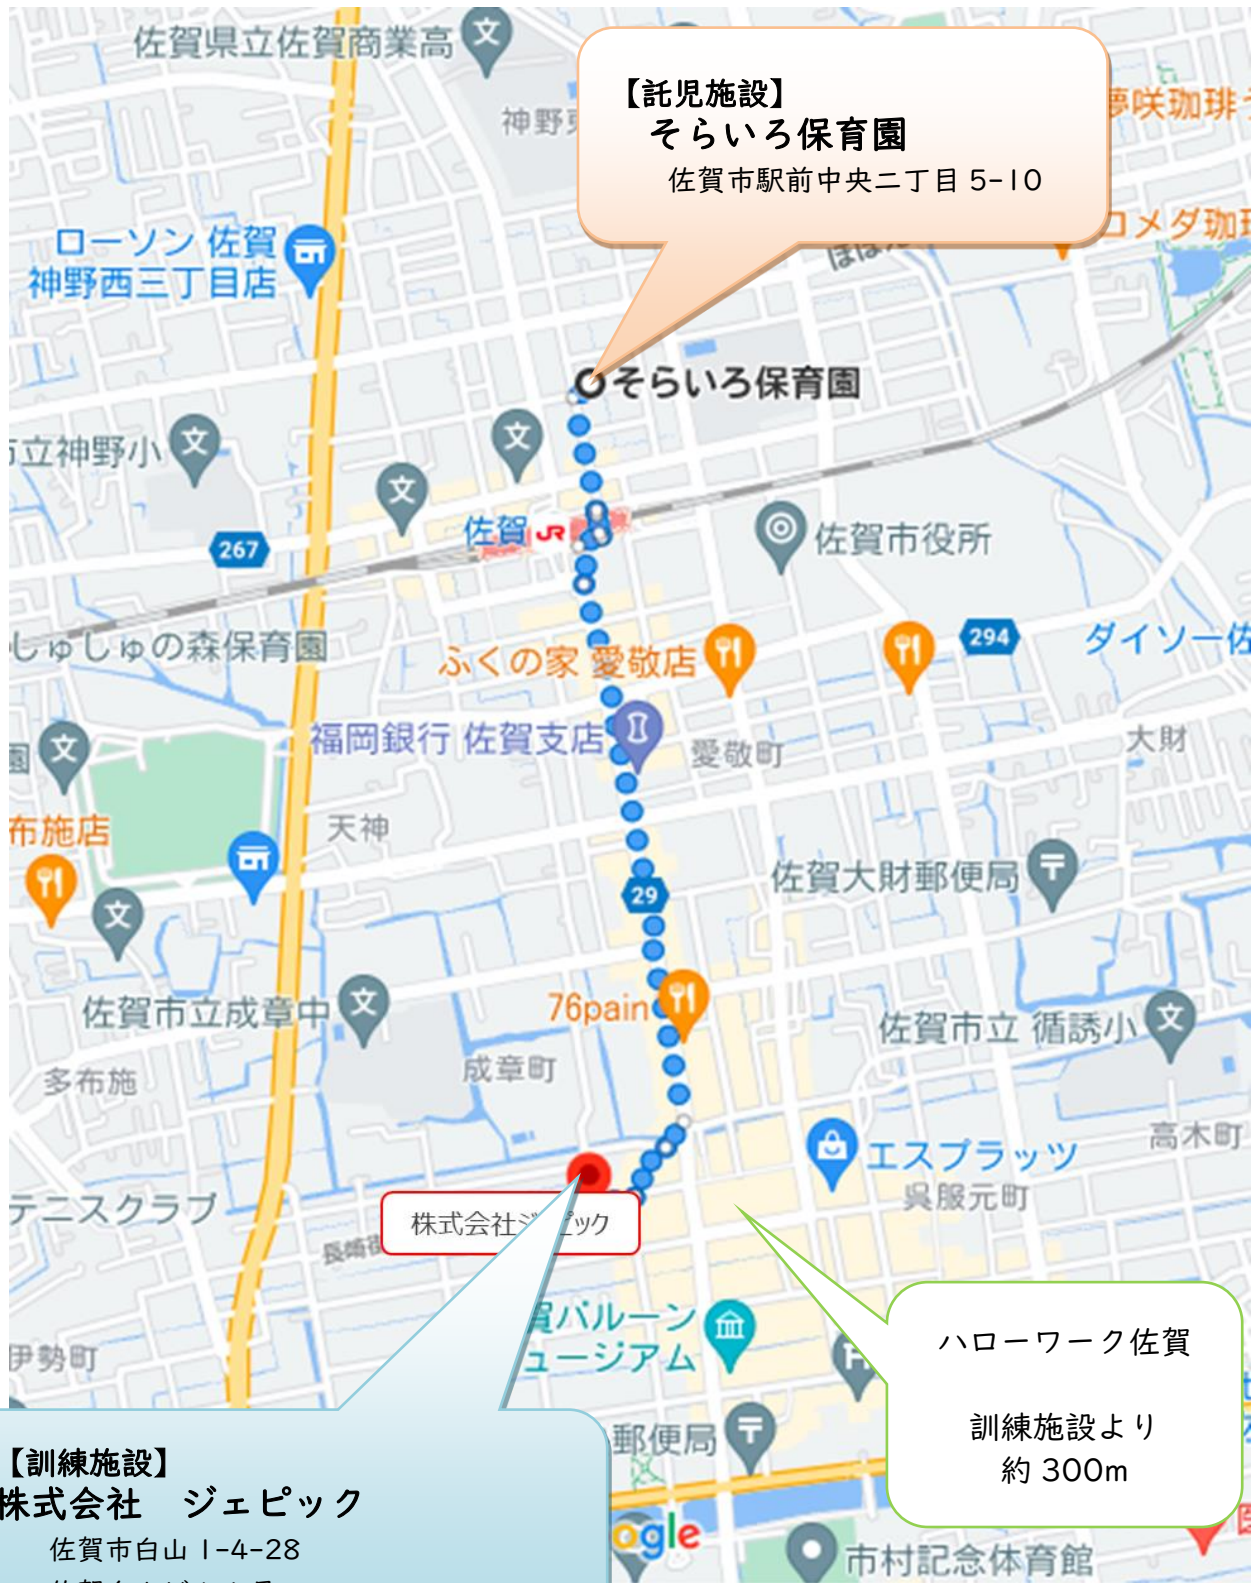 佐賀県立佐賀商業高
【託児施設】
そらいろ保育園
佐賀市駅前中央二丁目 5-10
夢咲珈琲
コメダ珈琲
ローソン 佐賀
神野西三丁目店
そらいろ保育園
市立神野小
佐賀 JR
267
佐賀市役所
しゅしゅの森保育園
ふくの家 愛敬店
294
ダイソー佐
福岡銀行 佐賀支店
愛敬町
大財
園
布施店
天神
29
佐賀大財郵便局
76pain
佐賀市立成章中
佐賀市立 循誘小
多布施
成章町
高木町
エスプラッツ
呉服元町
テニスクラブ
株式会社ジェピック
長崎街
賀バルーン
ュージアム
伊勢町
ハローワーク佐賀
訓練施設より
約 300m
郵便局
【訓練施設】
株式会社 ジェピック
佐賀市白山 1-4-28
ogle
市村記念体育館